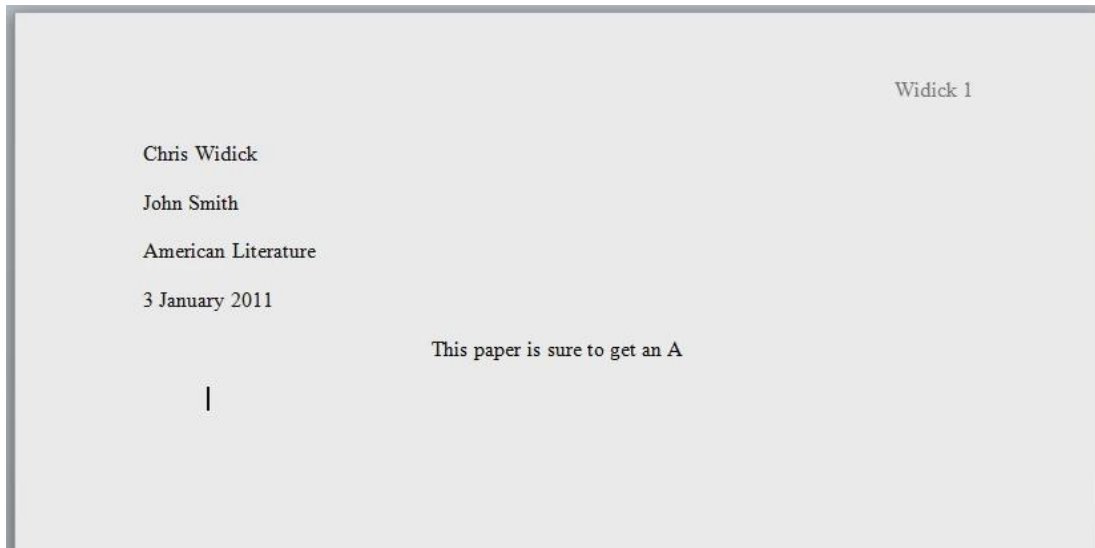 Widick 1
Chris Widick
John Smith
American Literature
3 January 2011
This paper is sure to get an A